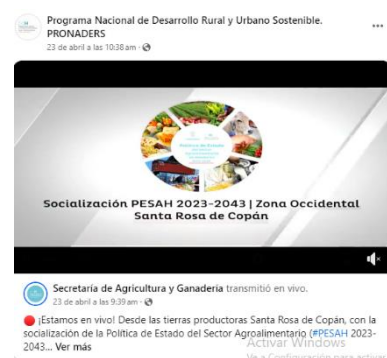 Programa Nacional de Desarrollo Rural y Urbano Sostenible.
PRONADERS
23 de abril a las 10:38 am ·
Socialización PESAH 2023-2043 | Zona Occidental
Santa Rosa de Copán
Secretaría de Agricultura y Ganadería transmitió en vivo.
23 de abril a las 9:39 am ·
¡Estamos en vivo! Desde las tierras productoras Santa Rosa de Copán, con la
socialización de la Política de Estado del Sector Agroalimentario (#PESAH 2023-
2043... Ver más
Activar Windows